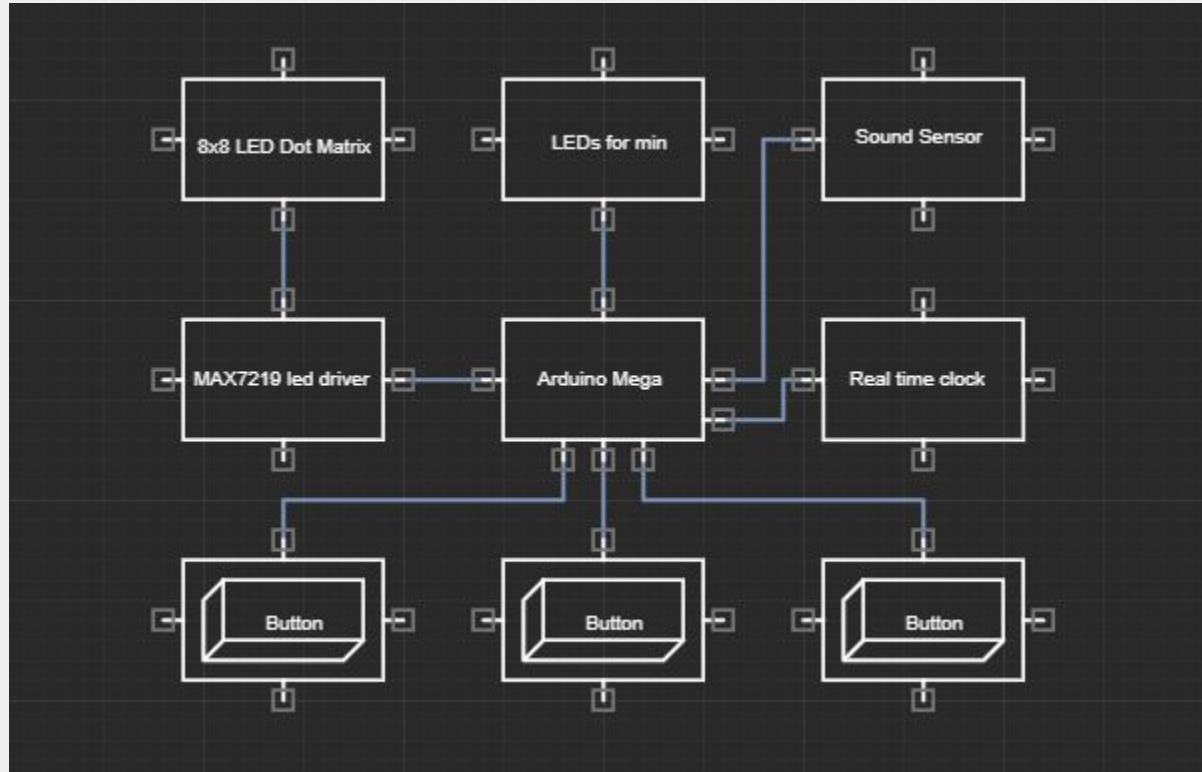 8x8 LED Dot Matrix
LEDs for min
Sound Sensor
MAX7219 led driver
Arduino Mega
Real time clock
Button
Button
Button